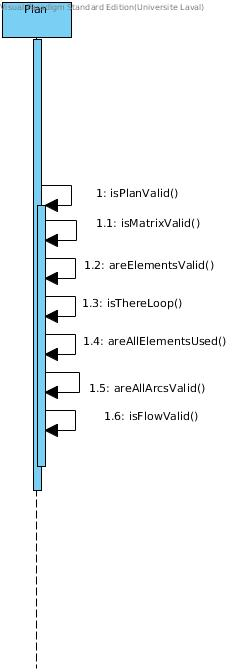 Visual Paradigm Standard Edition(Universite Laval)
Plan
1: isPlanValid()
1.1: isMatrixValid()
1.2: areElementsValid()
1.3: isThereLoop()
1.4: areAllElementsUsed()
1.5: areAllArcsValid()
1.6: isFlowValid()